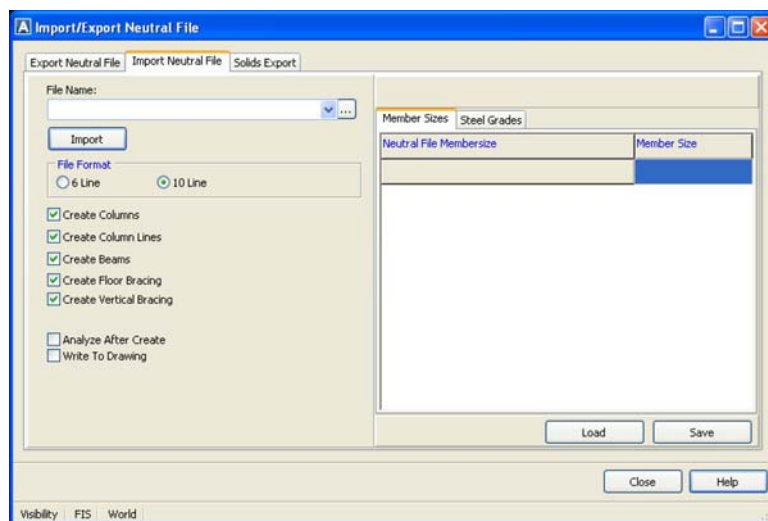 Import/Export Neutral File
Export Neutral File Import Neutral File Solids Export
File Name:
Import
File Format
6 Line 10 Line
Create Columns
Create Column Lines
Create Beams
Create Floor Bracing
Create Vertical Bracing
Analyze After Create
Write To Drawing
Member Sizes Steel Grades
Neutral File Membersize Member Size
Load Save
Close Help
Visibility FIS World